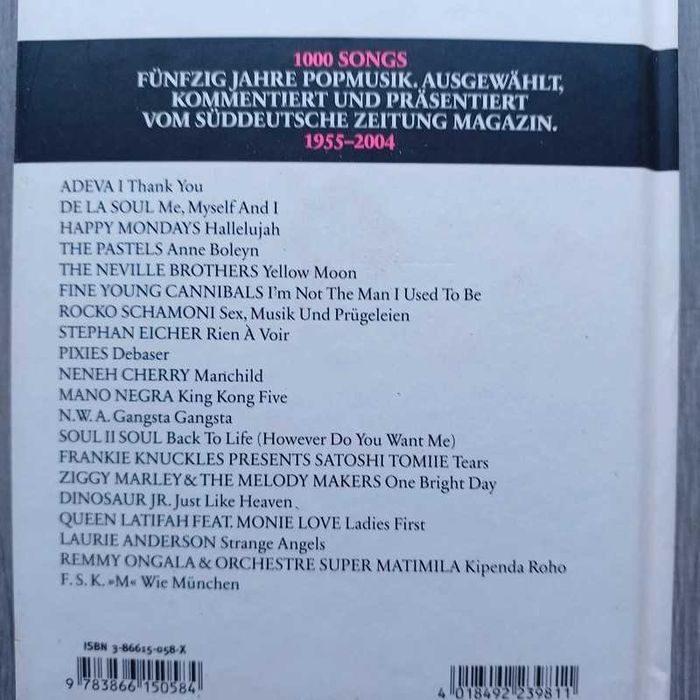 1000 SONGS
FÜNFZIG JAHRE POPMUSIK. AUSGEWÄHLT,
KOMMENTIERT UND PRÄSENTIERT
VOM SÜDDEUTSCHE ZEITUNG MAGAZIN.
1955–2004
ADEVA I Thank You
DE LA SOUL Me, Myself And I
HAPPY MONDAYS Hallelujah
THE PASTELS Anne Boleyn
THE NEVILLE BROTHERS Yellow Moon
FINE YOUNG CANNIBALS I'm Not The Man I Used To Be
ROCKO SCHAMONI Sex, Musik Und Prügeleien
STEPHAN EICHER Rien À Voir
PIXIES Debaser
NENEH CHERRY Manchild
MANO NEGRA King Kong Five
N.W.A. Gangsta Gangsta
SOUL II SOUL Back To Life (However Do You Want Me)
FRANKIE KNUCKLES PRESENTS SATOSHI TOMIIE Tears
ZIGGY MARLEY & THE MELODY MAKERS One Bright Day
DINOSAUR JR. Just Like Heaven
QUEEN LATIFAH FEAT. MONIE LOVE Ladies First
LAURIE ANDERSON Strange Angels
REMMY ONGALA & ORCHESTRE SUPER MATIMILA Kipenda Roho
F. S. K. »M« Wie München
ISBN 3-86615-058-X
9 783866 150584
4 018492 239811